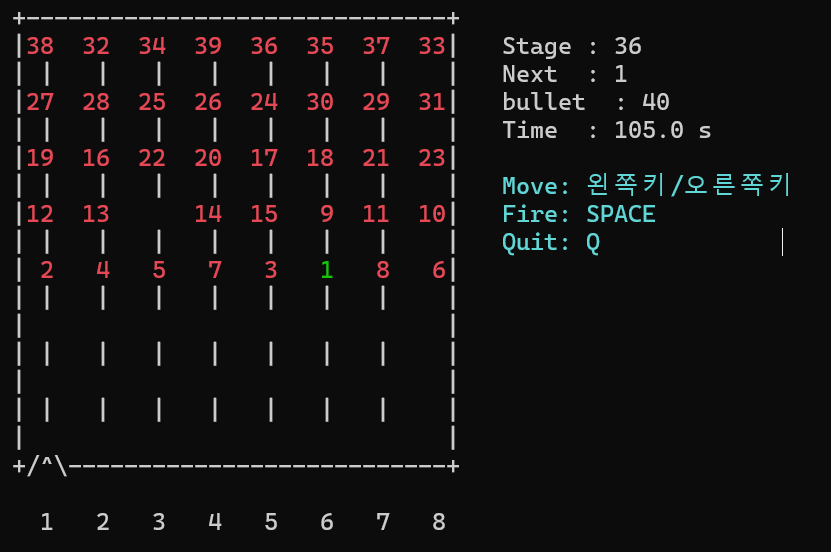 +------------------------------+
|38  32  34  39  36  35  37  33|   Stage : 36
| |   |   |   |   |   |   |    |   Next  : 1
|27  28  25  26  24  30  29  31|   bullet  : 40
| |   |   |   |   |   |   |    |   Time  : 105.0 s
|19  16  22  20  17  18  21  23|
| |   |   |   |   |   |   |    |   Move: 왼쪽키/오른쪽키
|12  13      14  15   9  11  10|   Fire: SPACE
| |   |   |   |   |   |   |    |   Quit: Q
| 2   4   5   7   3   1   8   6|
| |   |   |   |   |   |   |    |
|                              |
| |   |   |   |   |   |   |    |
|                              |
| |   |   |   |   |   |   |    |
|                              |
+/^\---------------------------+
  1   2   3   4   5   6   7   8